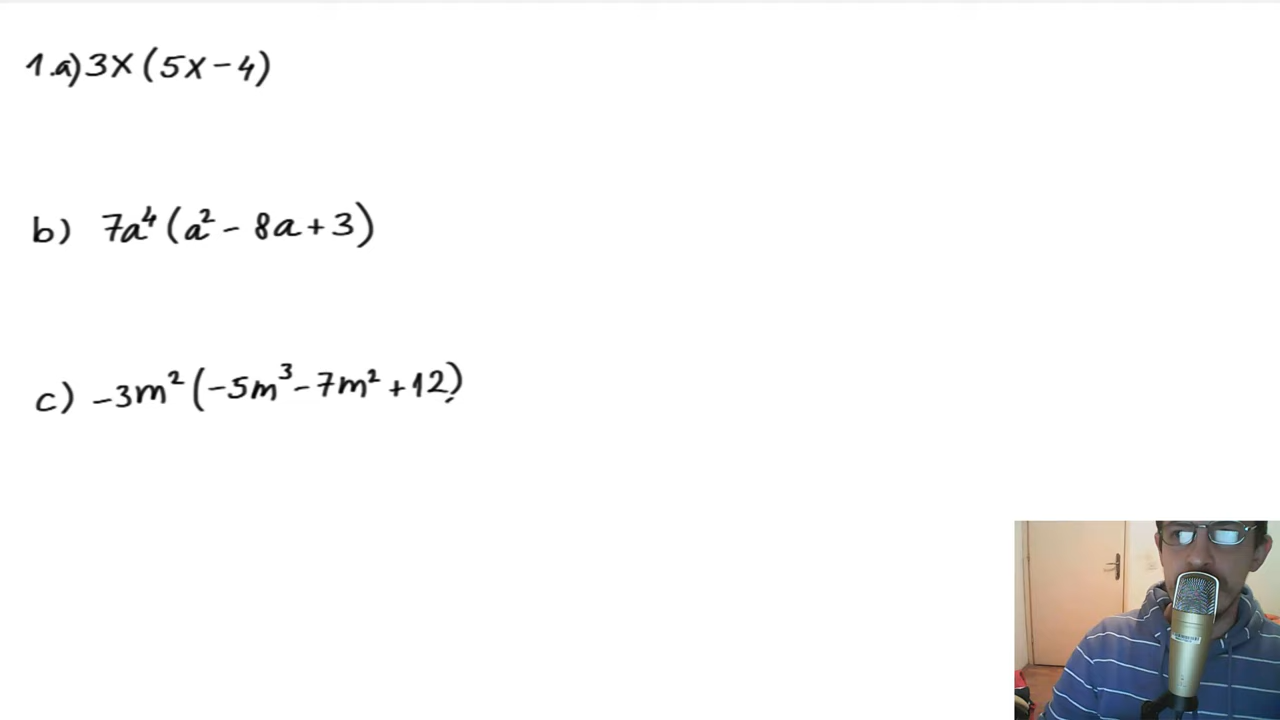 1.a) 3x(5x-4)
b) 7a⁴(a²-8a+3)
c) -3m²(-5m³-7m²+12)